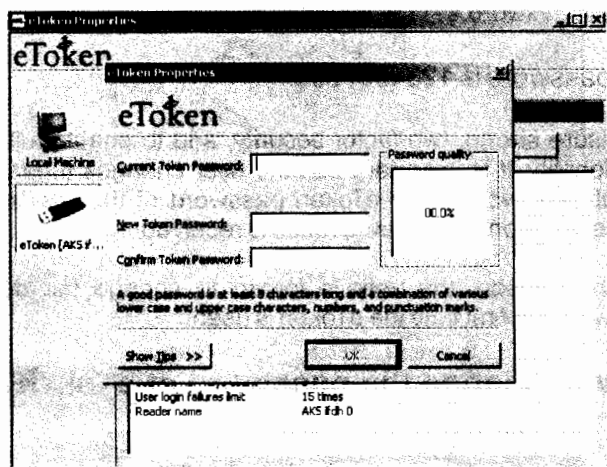 eToken Properties
eToken
eToken Properties
eToken
Local Machine
eToken [AKS if...
Current Token Password:
Password quality
00.0%
New Token Password:
Confirm Token Password:
A good password is at least 8 characters long and a combination of various
lower case and upper case characters, numbers, and punctuation marks.
Show Tips >>
OK
Cancel
User login failures limit 15 times
Reader name AKS ifdh 0